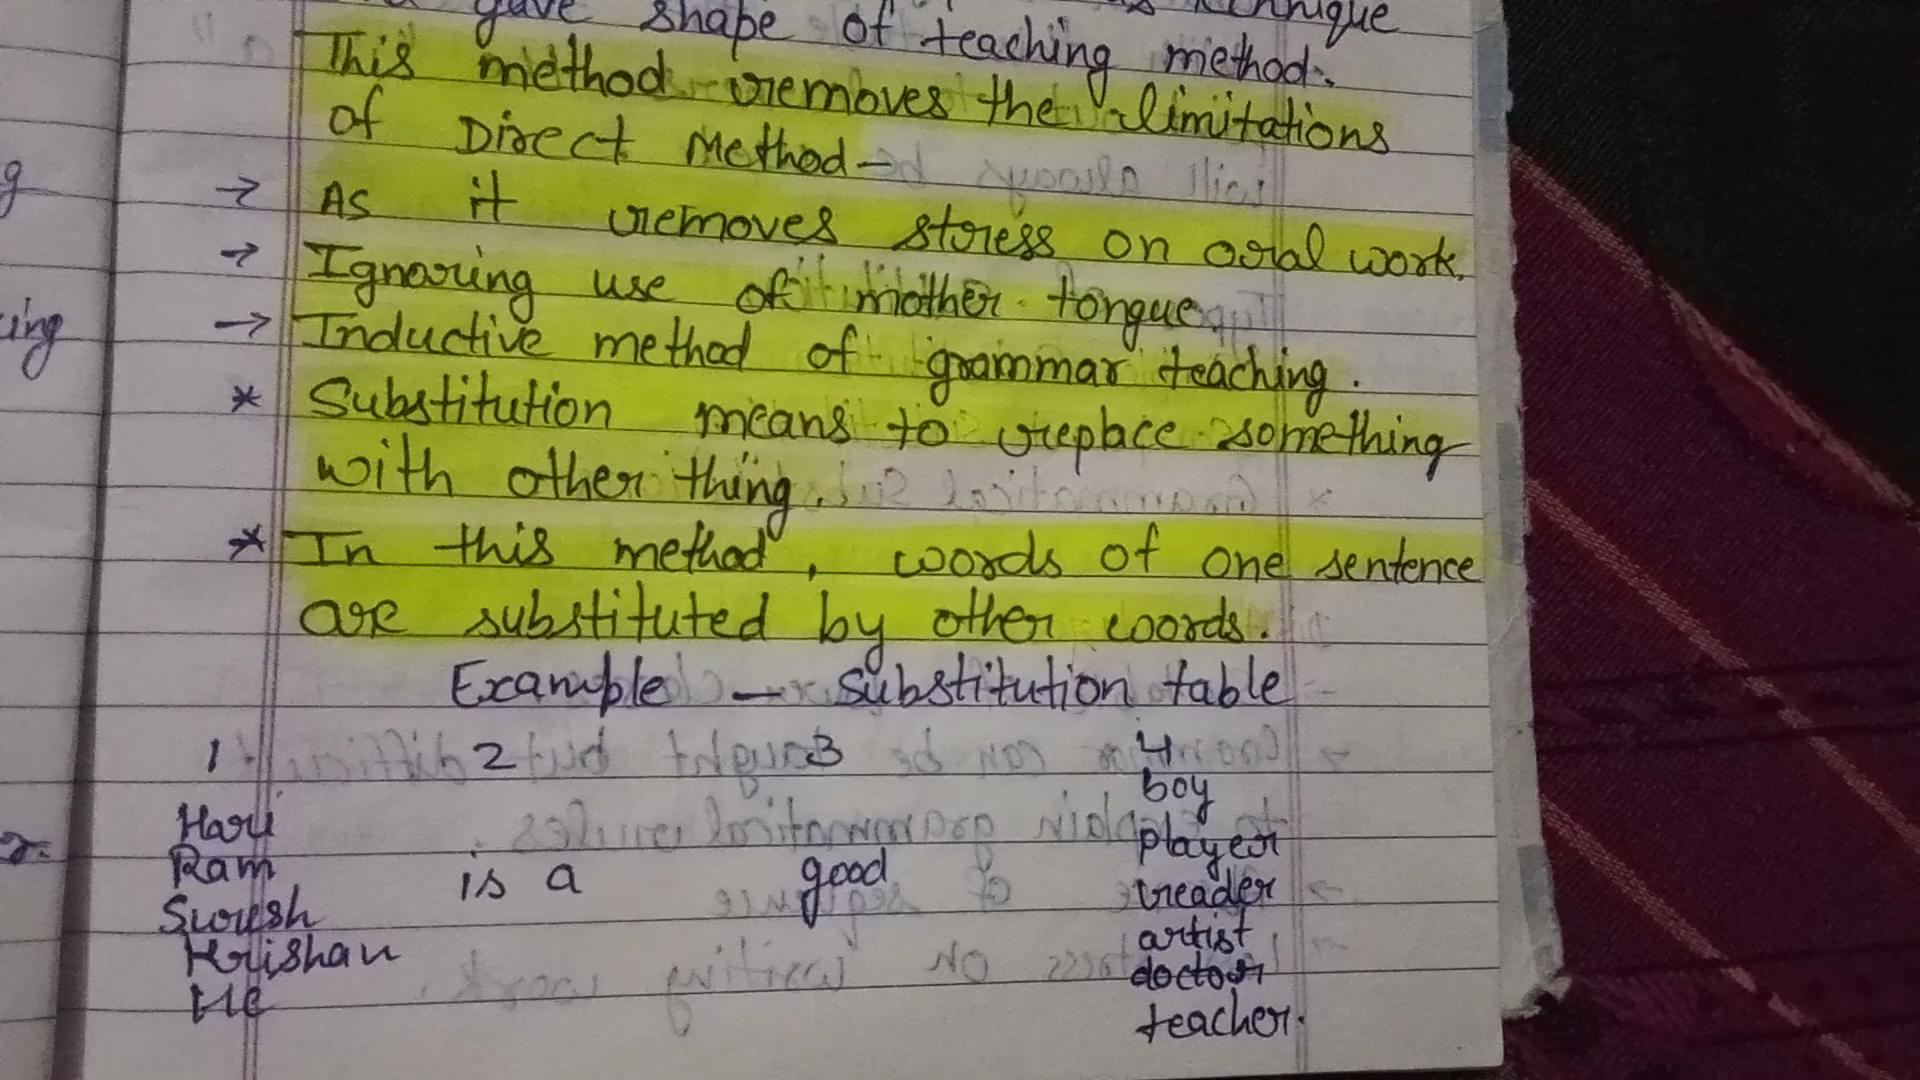 gave shape of teaching method.
This method removes the limitations
of Direct Method-
→ As it removes stress on oral work.
→ Ignoring use of mother tongue
→ Inductive method of grammar teaching.
* Substitution means to replace something
with other thing.
* In this method, words of one sentence
are substituted by other words.
Example - substitution table
1 2 3 4
boy
Hari player
Ram is a good reader
Suresh artist
Krishan doctor
He teacher.